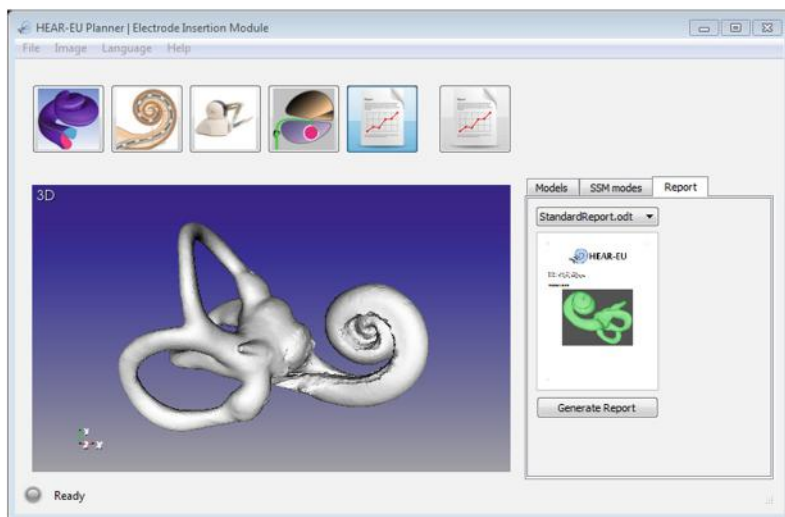 HEAR-EU Planner | Electrode Insertion Module
File Image Language Help
3D
Models SSM modes Report
StandardReport.odt
HEAR-EU
Generate Report
Ready